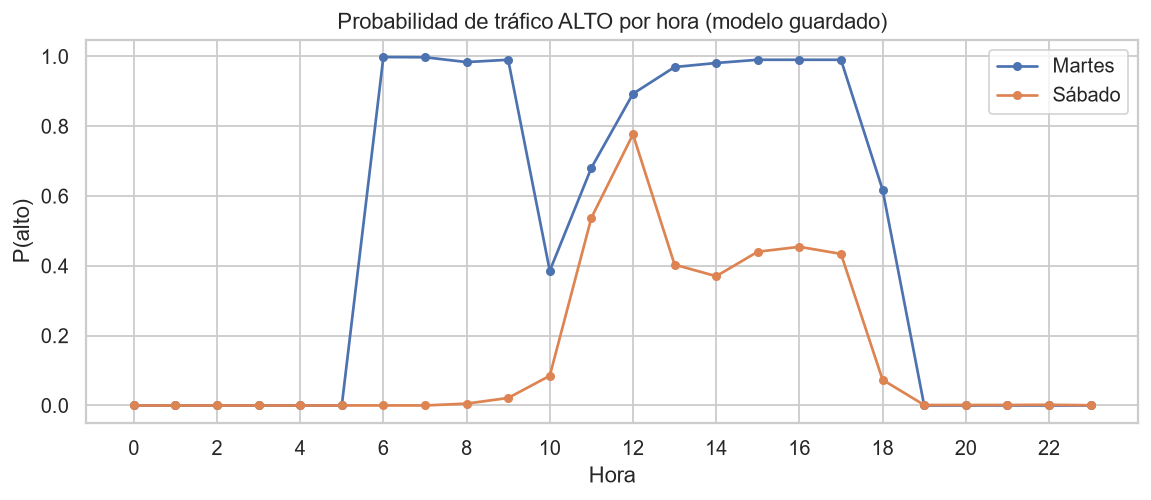 Probabilidad de tráfico ALTO por hora (modelo guardado)
Martes
Sábado
P(alto)
1.0
0.8
0.6
0.4
0.2
0.0
0 2 4 6 8 10 12 14 16 18 20 22
Hora